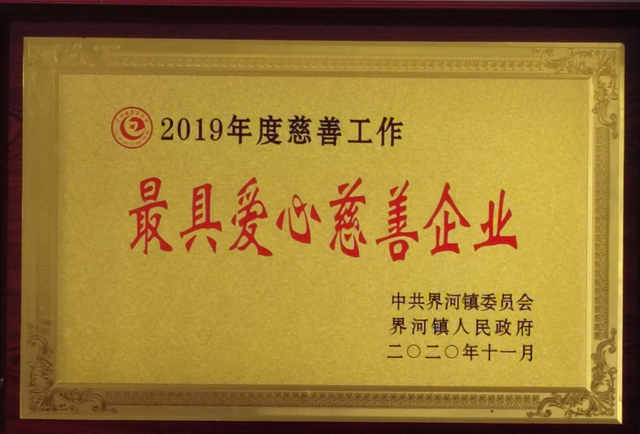 2019年度慈善工作
最具爱心慈善企业
中共界河镇委员会
界河镇人民政府
二〇二〇年十一月